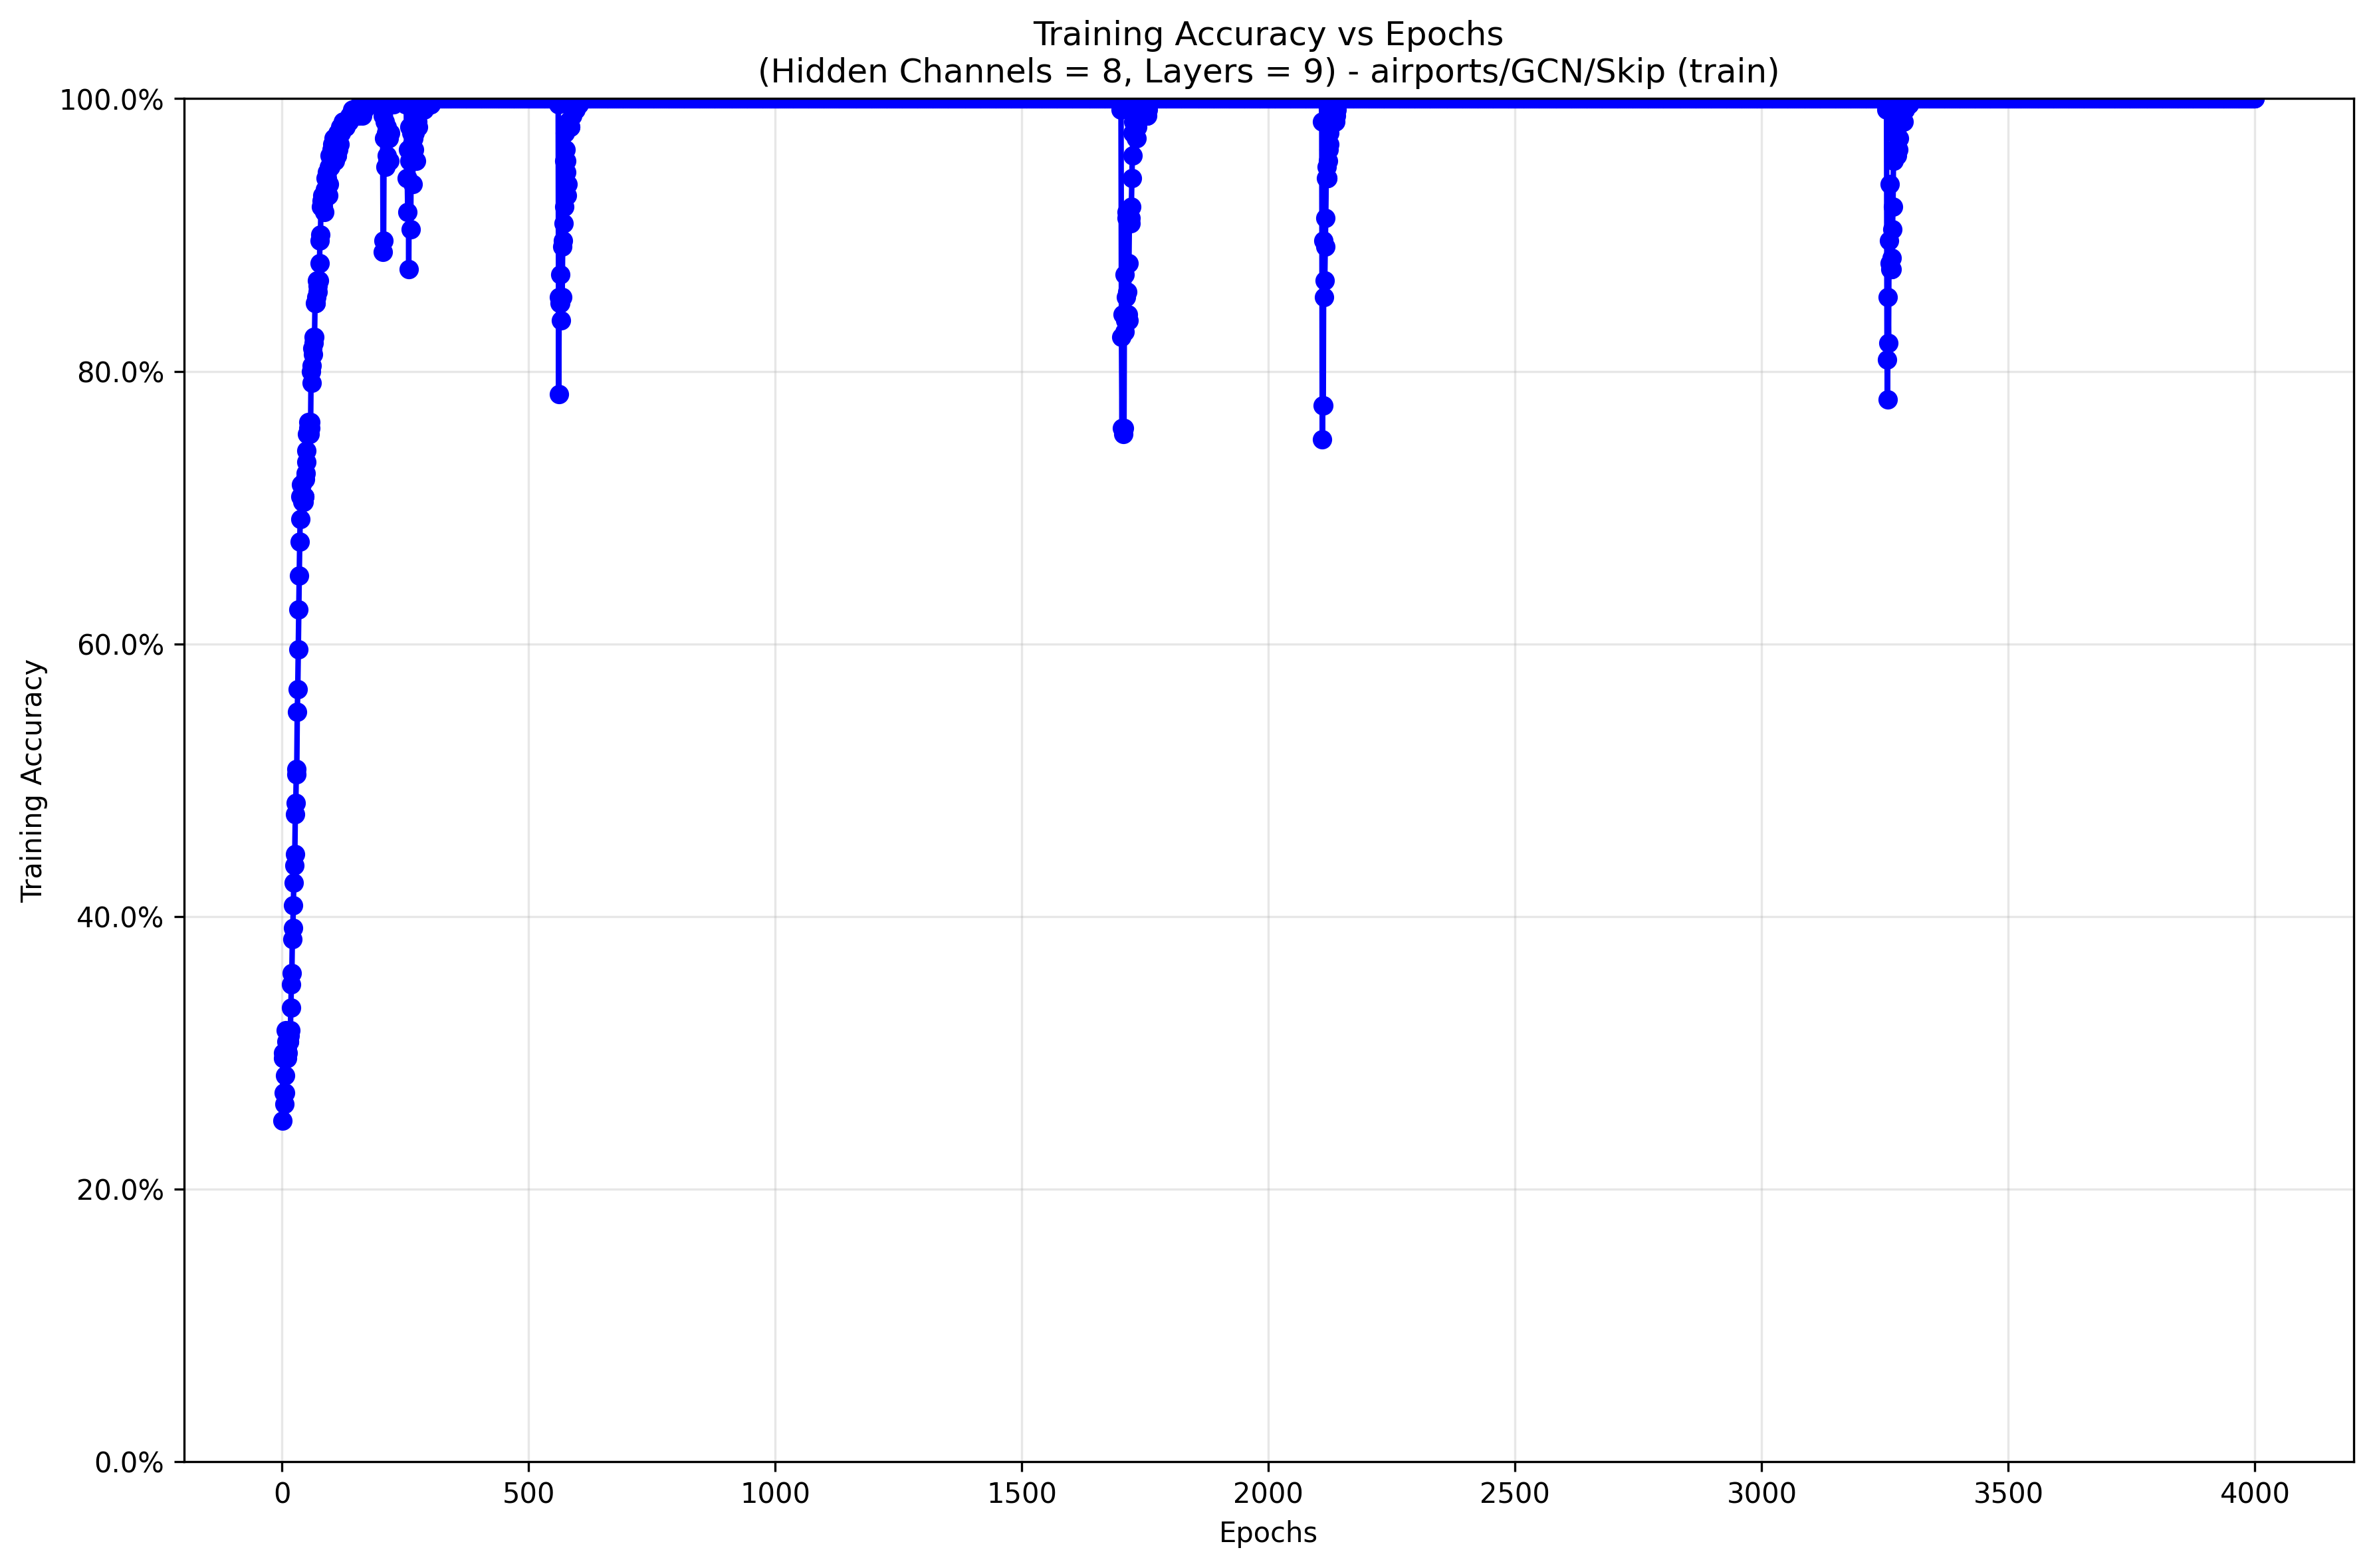 Training Accuracy vs Epochs
(Hidden Channels = 8, Layers = 9) - airports/GCN/Skip (train)
Training Accuracy
100.0%
80.0%
60.0%
40.0%
20.0%
0.0%
0 500 1000 1500 2000 2500 3000 3500 4000
Epochs